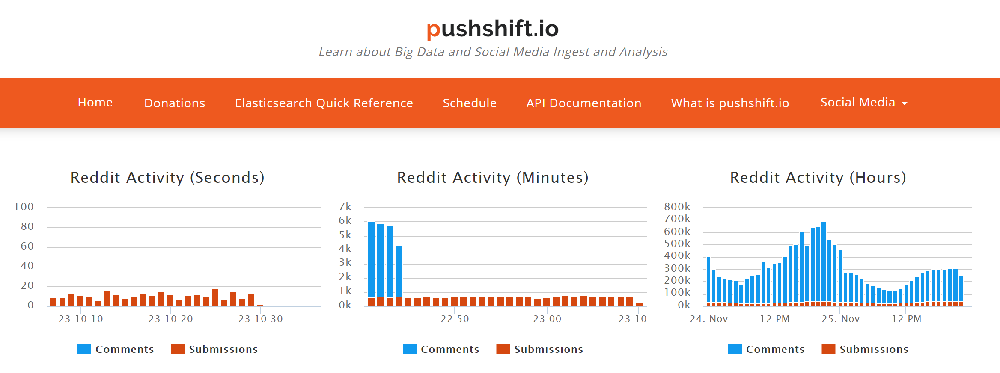 pushshift.io
Learn about Big Data and Social Media Ingest and Analysis
Home Donations Elasticsearch Quick Reference Schedule API Documentation What is pushshift.io Social Media
Reddit Activity (Seconds)
100
80
60
40
20
0
23:10:10 23:10:20 23:10:30
Comments Submissions
Reddit Activity (Minutes)
7k
6k
5k
4k
3k
2k
1k
0k
22:50 23:00 23:10
Comments Submissions
Reddit Activity (Hours)
800k
700k
600k
500k
400k
300k
200k
100k
0k
24. Nov 12 PM 25. Nov 12 PM
Comments Submissions